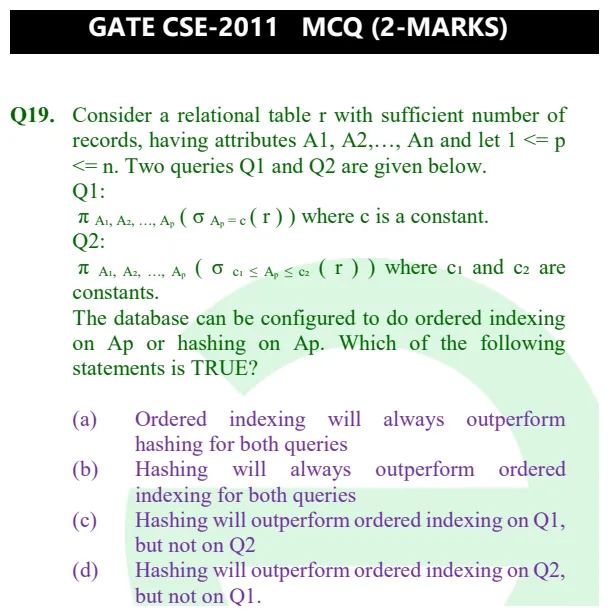 GATE CSE-2011 MCQ (2-MARKS)
Q19. Consider a relational table r with sufficient number of
records, having attributes A1, A2,…, An and let 1 <= p
<= n. Two queries Q1 and Q2 are given below.
Q1:
π A₁, A₂, …, Aₚ ( σ Aₚ = c ( r ) ) where c is a constant.
Q2:
π A₁, A₂, …, Aₚ ( σ c₁ ≤ Aₚ ≤ c₂ ( r ) ) where c₁ and c₂ are
constants.
The database can be configured to do ordered indexing
on Ap or hashing on Ap. Which of the following
statements is TRUE?
(a) Ordered indexing will always outperform
hashing for both queries
(b) Hashing will always outperform ordered
indexing for both queries
(c) Hashing will outperform ordered indexing on Q1,
but not on Q2
(d) Hashing will outperform ordered indexing on Q2,
but not on Q1.